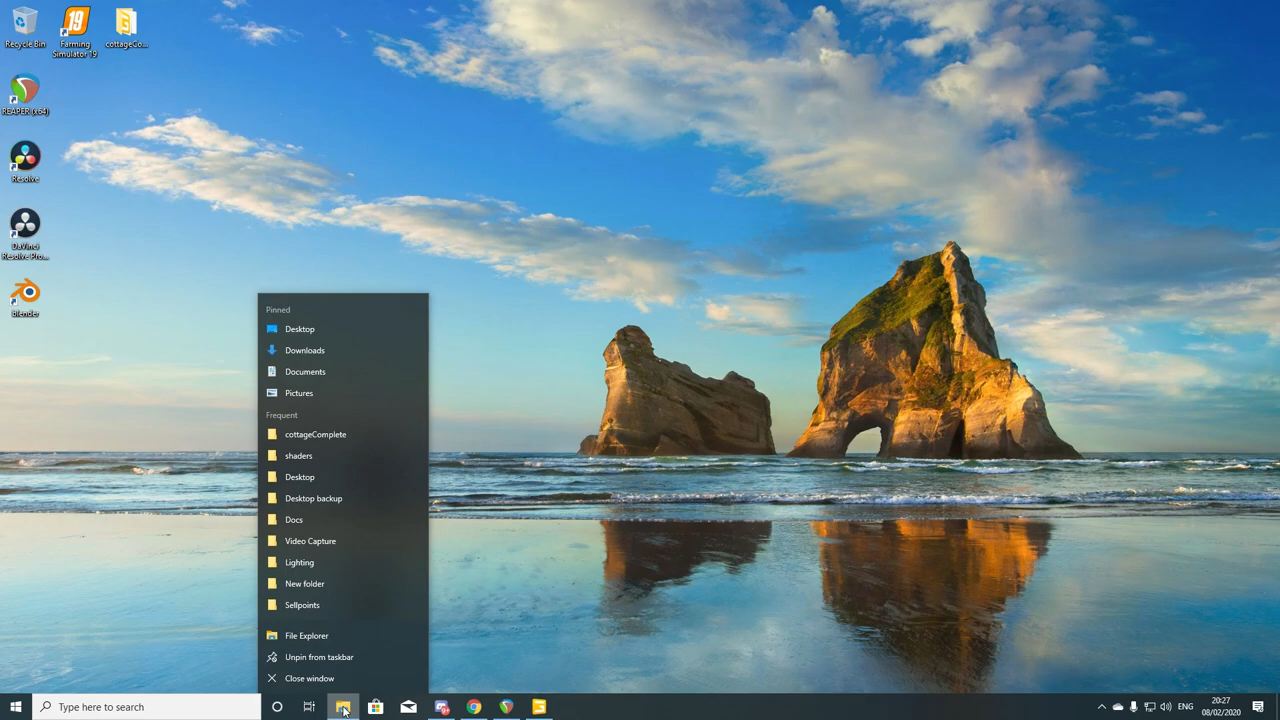 Recycle Bin
Farming
Simulator 19
cottageCo...
REAPER (x64)
Resolve
DaVinci
Resolve Pro...
Blender
Pinned
Desktop
Downloads
Documents
Pictures
Frequent
cottageComplete
shaders
Desktop
Desktop backup
Docs
Video Capture
Lighting
New folder
Sellpoints
File Explorer
Unpin from taskbar
Close window
Type here to search
ENG
20:27
08/02/2020
19